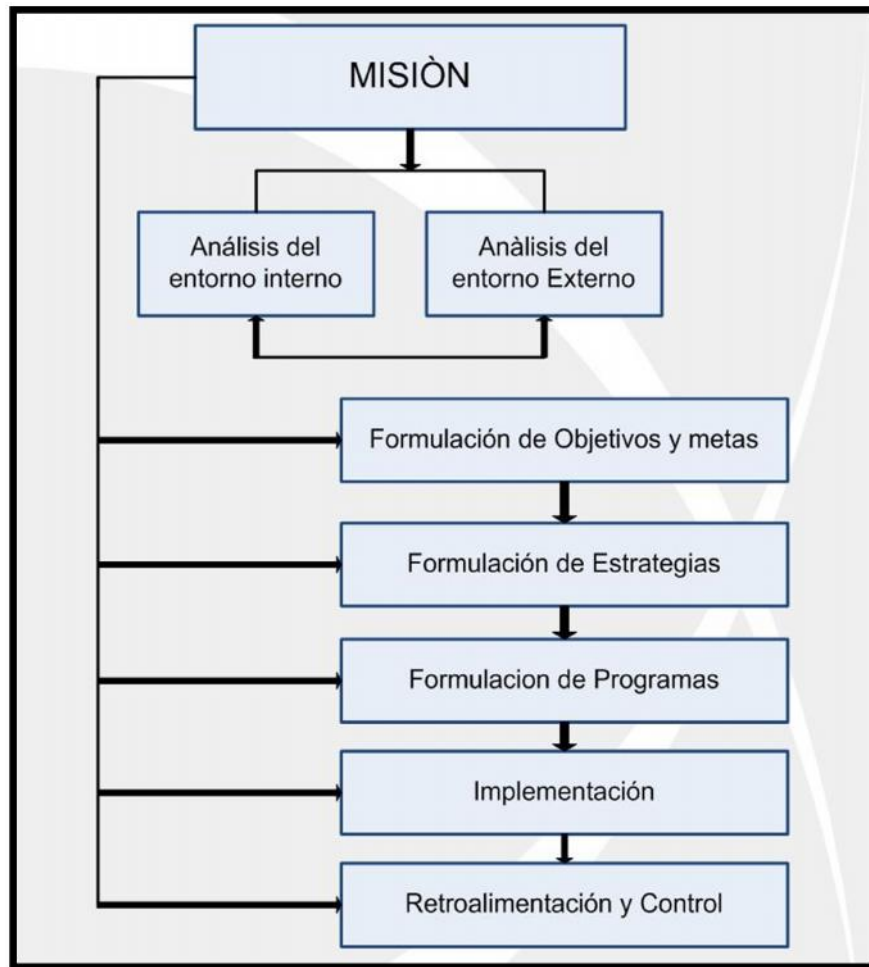 MISIÒN
Análisis del
entorno interno
Anàlisis del
entorno Externo
Formulación de Objetivos y metas
Formulación de Estrategias
Formulacion de Programas
Implementación
Retroalimentación y Control